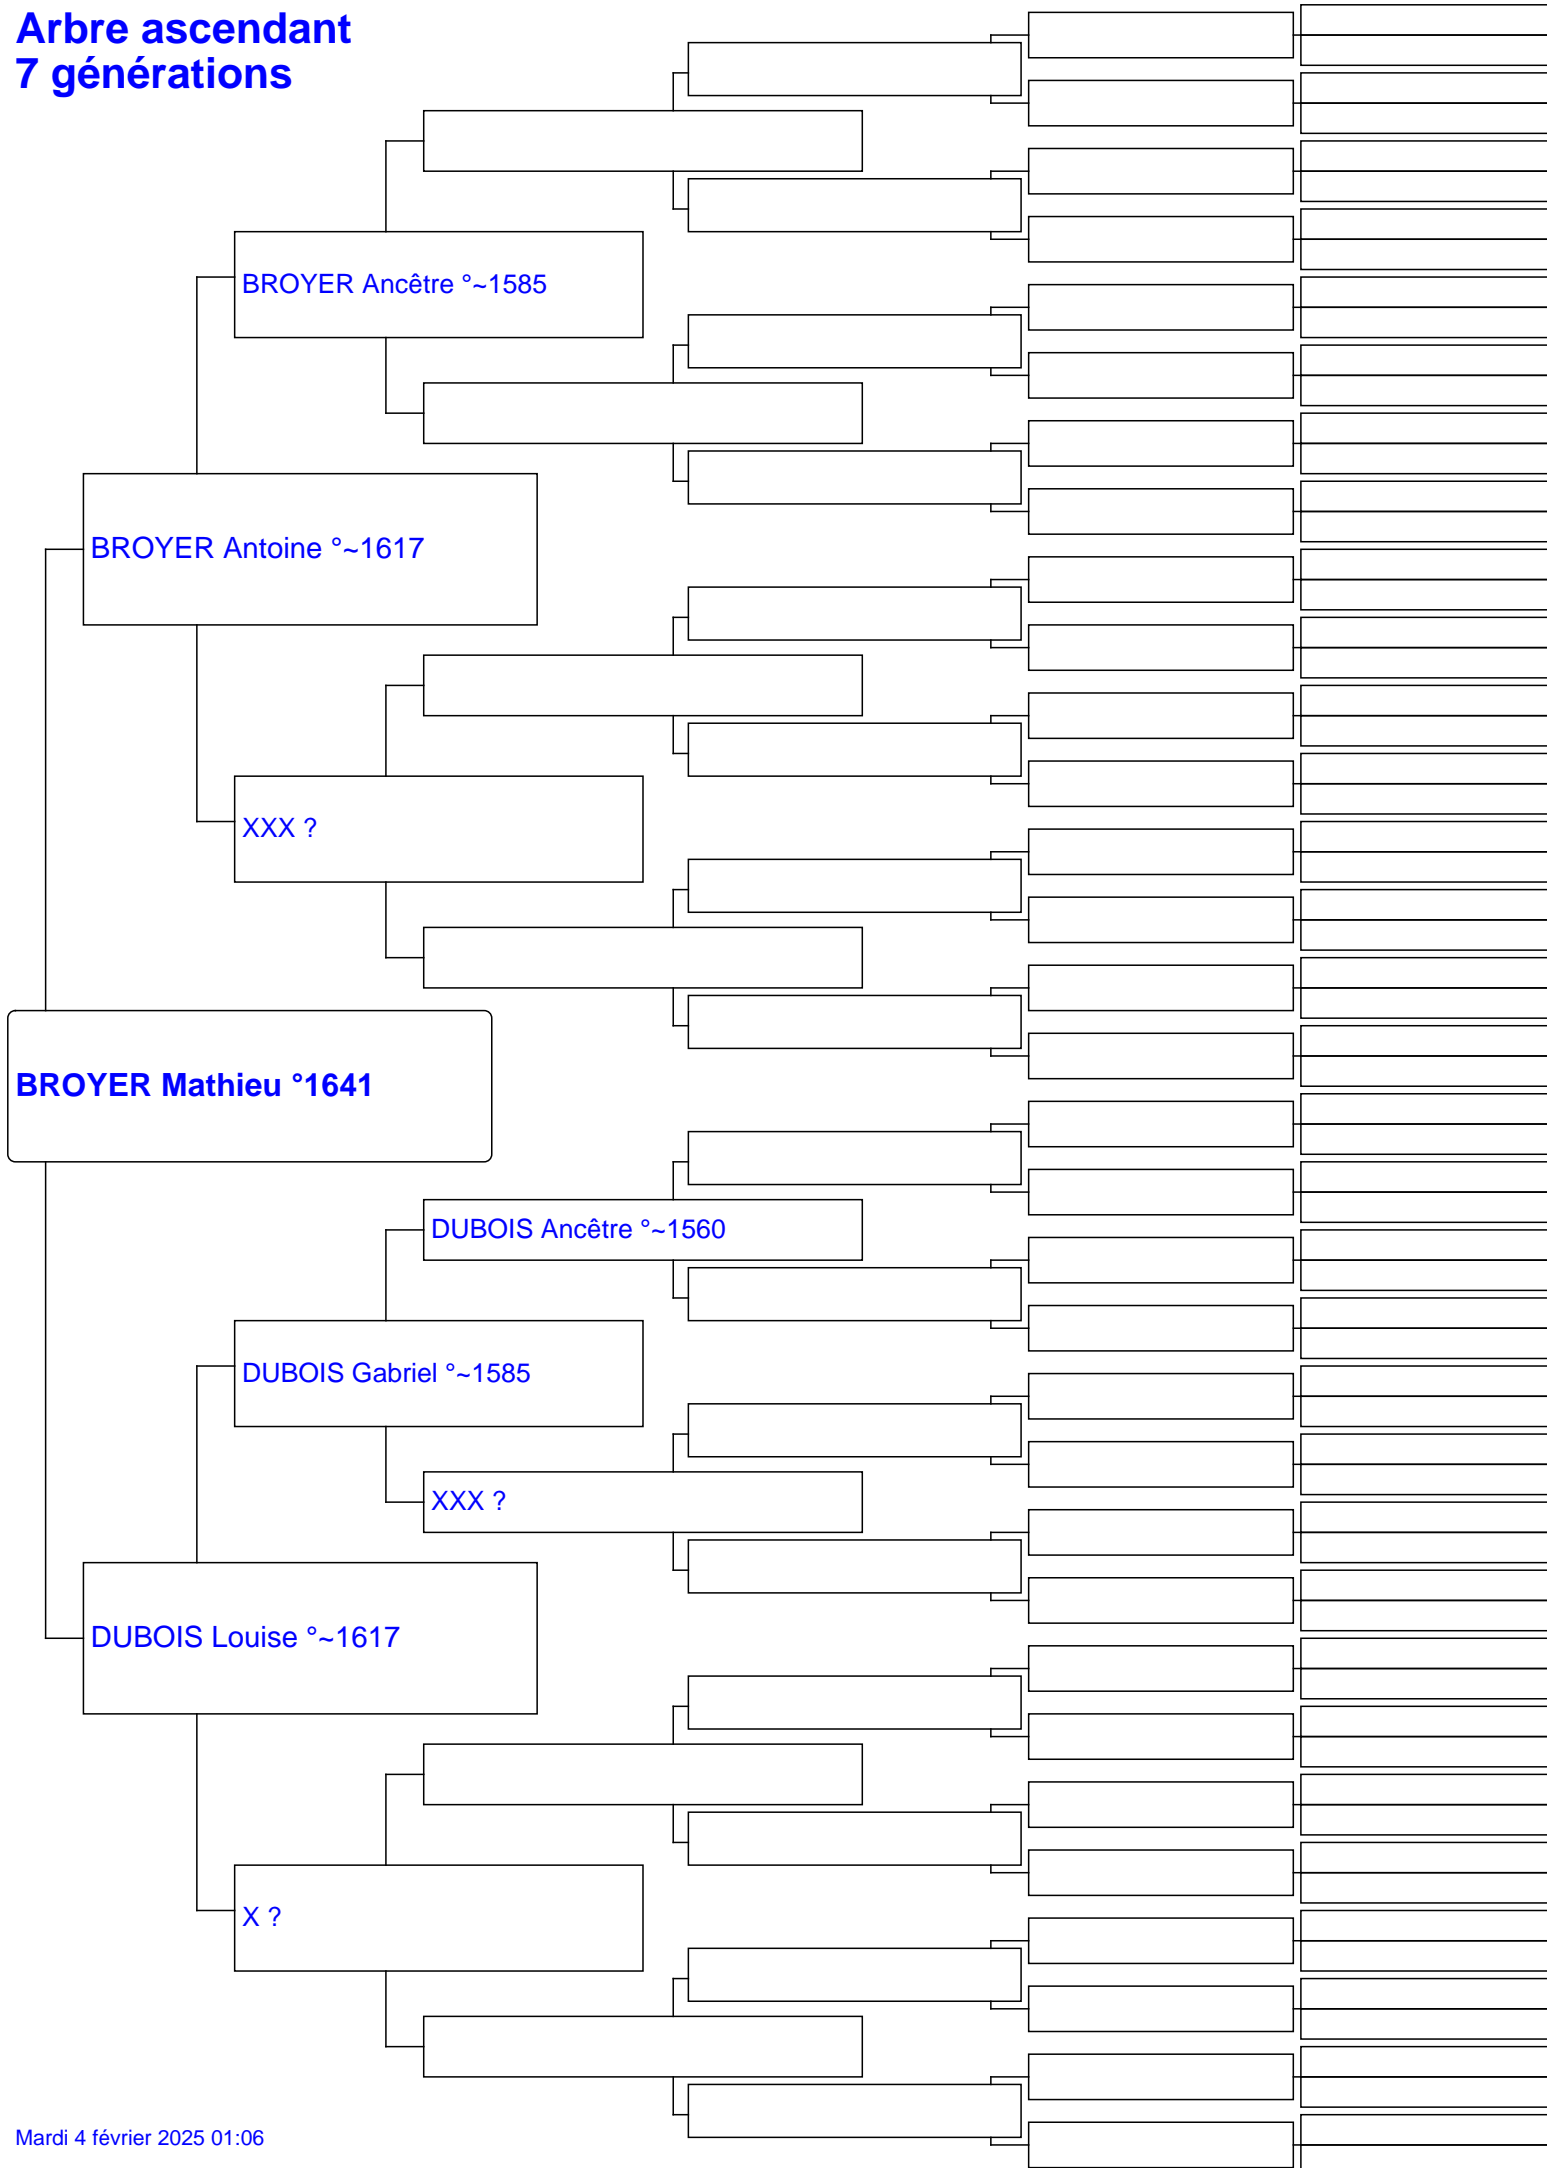 Arbre ascendant
7 générations
BROYER Ancêtre °~1585
BROYER Antoine °~1617
XXX ?
BROYER Mathieu °1641
DUBOIS Ancêtre °~1560
DUBOIS Gabriel °~1585
XXX ?
DUBOIS Louise °~1617
X ?
Mardi 4 février 2025 01:06